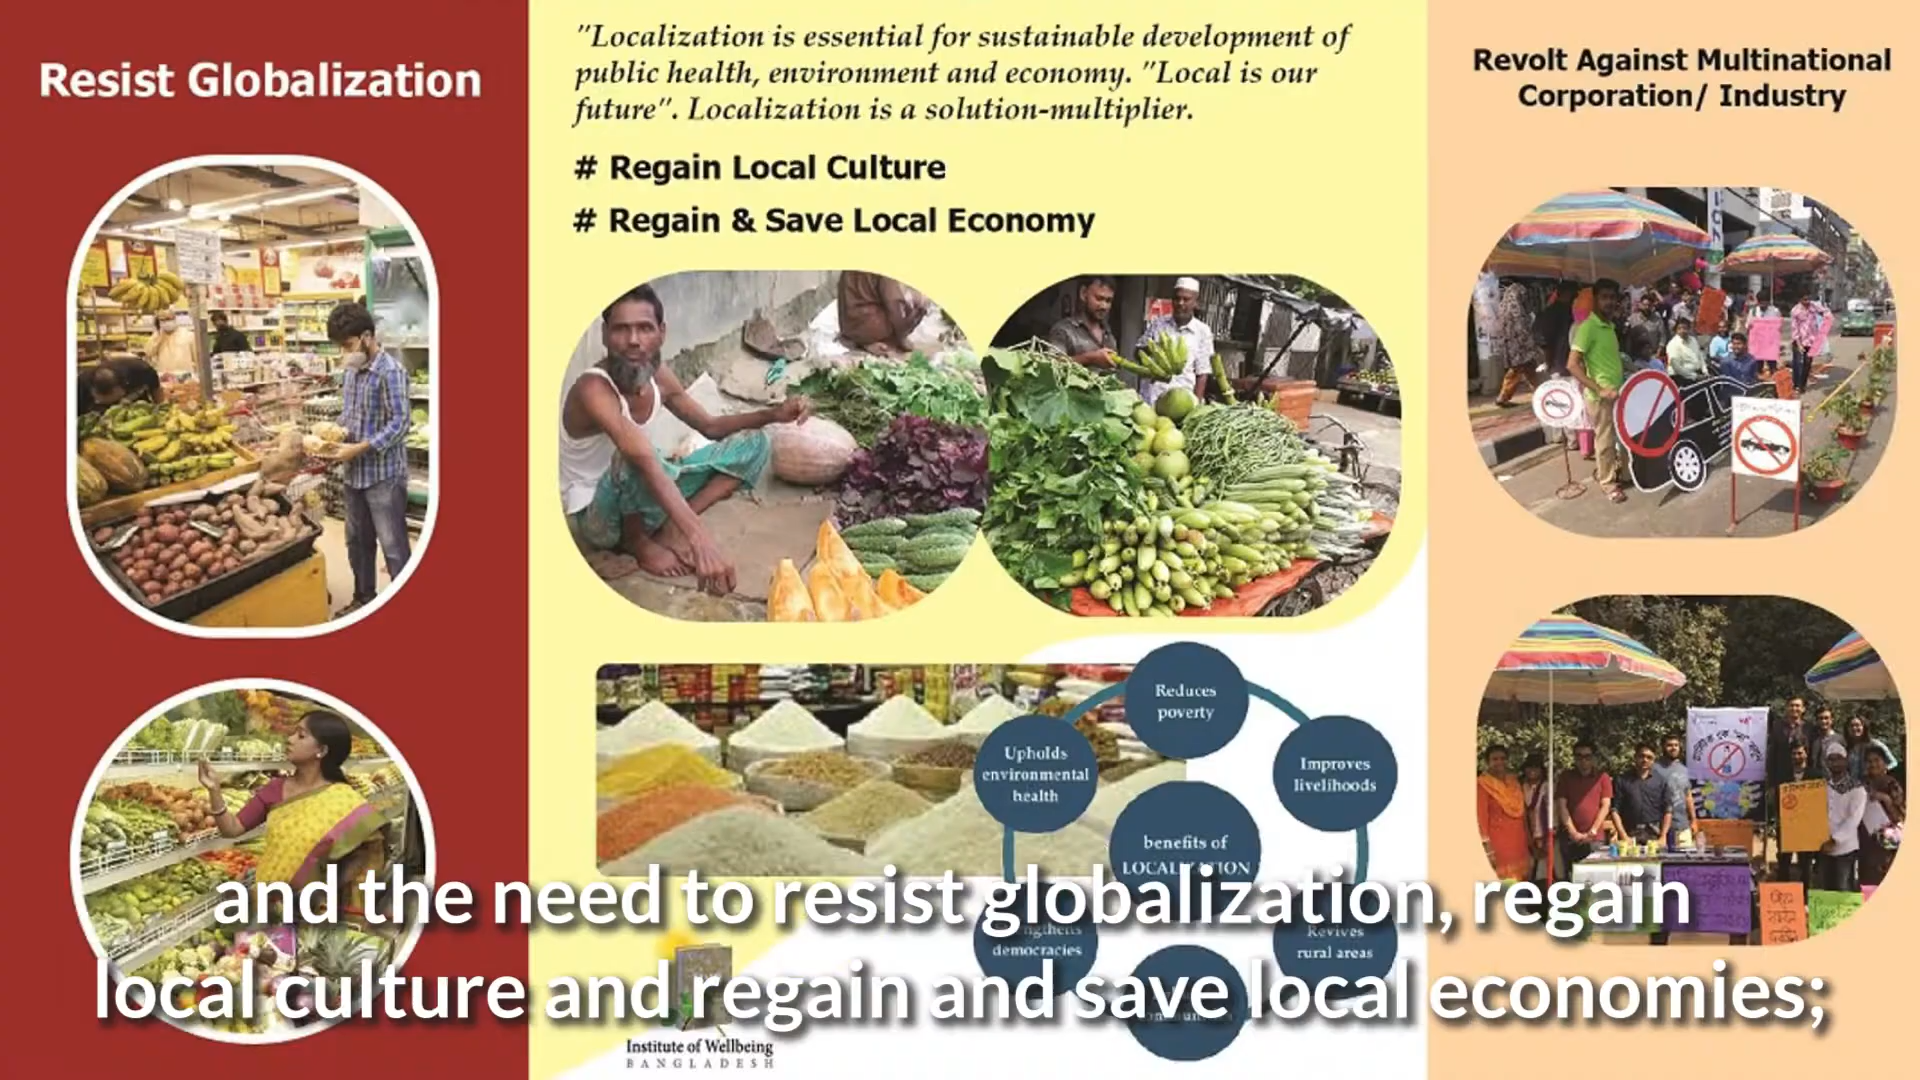 Resist Globalization
"Localization is essential for sustainable development of
public health, environment and economy. "Local is our
future". Localization is a solution-multiplier.
# Regain Local Culture
# Regain & Save Local Economy
Revolt Against Multinational
Corporation/ Industry
Reduces
poverty
Upholds
environmental
health
Improves
livelihoods
benefits of
LOCALIZATION
democracies
Revives
rural areas
and the need to resist globalization, regain
local culture and regain and save local economies;
Institute of Wellbeing
BANGLADESH